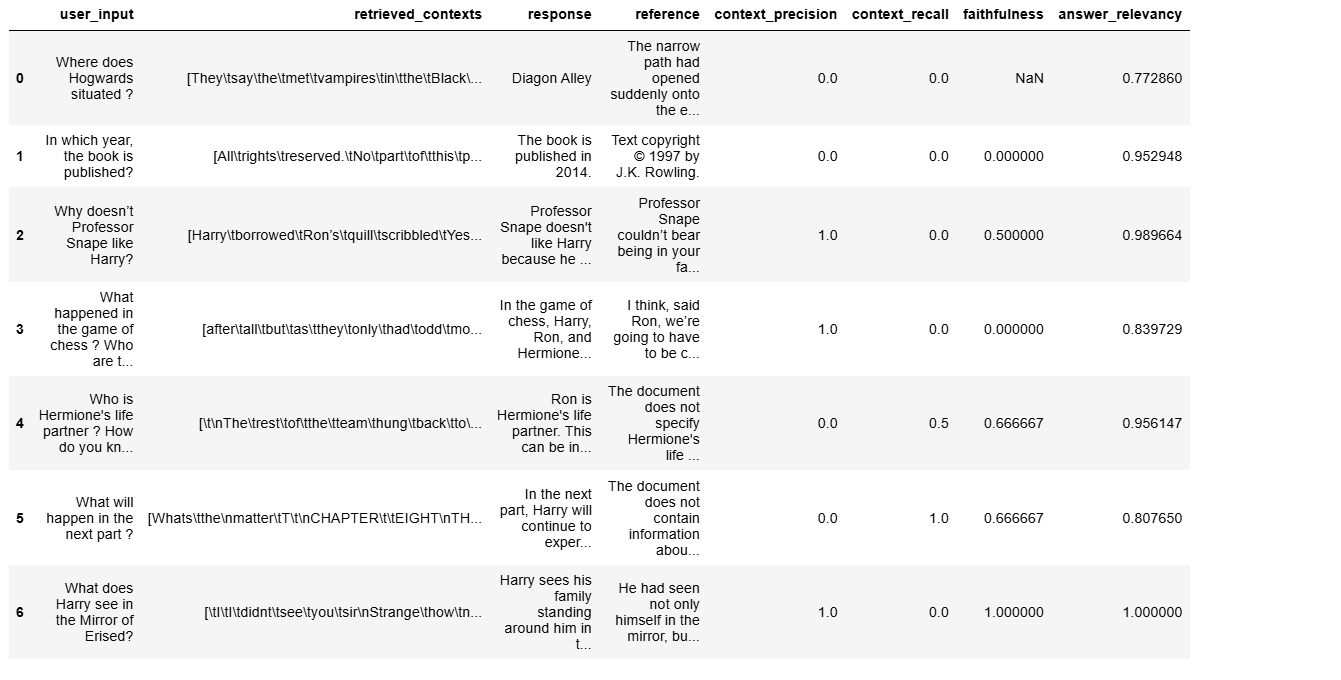 user_input retrieved_contexts response reference context_precision context_recall faithfulness answer_relevancy
0 Where does Hogwards situated ? [They\tsay\the\tmet\tvampires\tin\tthe\tBlack\... Diagon Alley The narrow path had opened suddenly onto the e... 0.0 0.0 NaN 0.772860
1 In which year, the book is published? [All\trights\treserved.\tNo\tpart\tof\tthis\tp... The book is published in 2014. Text copyright © 1997 by J.K. Rowling. 0.0 0.0 0.000000 0.952948
2 Why doesn’t Professor Snape like Harry? [Harry\tborrowed\tRon’s\tquill\tscribbled\tYes... Professor Snape doesn't like Harry because he ... Professor Snape couldn’t bear being in your fa... 1.0 0.0 0.500000 0.989664
3 What happened in the game of chess ? Who are t... [after\tall\tbut\tas\tthey\tonly\thad\todd\tmo... In the game of chess, Harry, Ron, and Hermione... I think, said Ron, we’re going to have to be c... 1.0 0.0 0.000000 0.839729
4 Who is Hermione's life partner ? How do you kn... [\t\nThe\trest\tof\tthe\tteam\thung\tback\tto\... Ron is Hermione's life partner. This can be in... The document does not specify Hermione's life ... 0.0 0.5 0.666667 0.956147
5 What will happen in the next part ? [Whats\tthe\nmatter\tT\t\nCHAPTER\t\tEIGHT\nTH... In the next part, Harry will continue to exper... The document does not contain information abou... 0.0 1.0 0.666667 0.807650
6 What does Harry see in the Mirror of Erised? [\tI\tI\tdidnt\tsee\tyou\tsir\nStrange\thow\tn... Harry sees his family standing around him in t... He had seen not only himself in the mirror, bu... 1.0 0.0 1.000000 1.000000